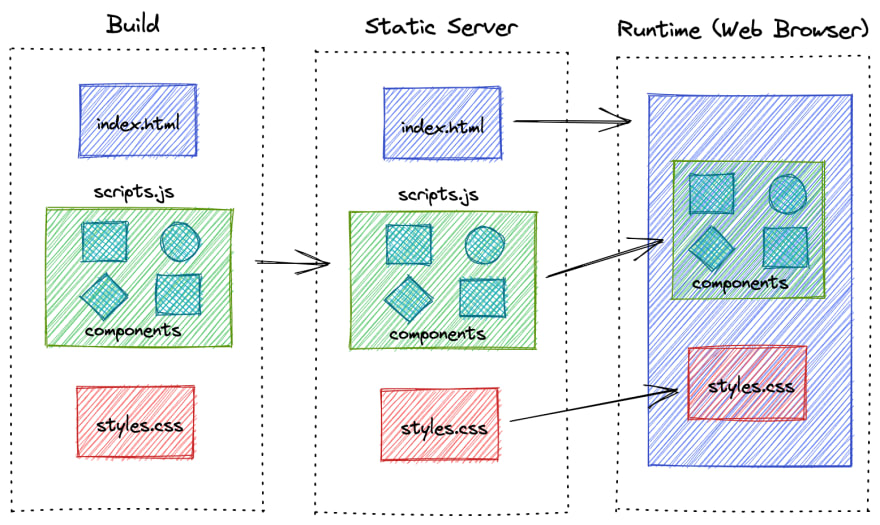 Build
index.html
scripts.js
components
styles.css
Static Server
index.html
scripts.js
components
styles.css
Runtime (Web Browser)
components
styles.css